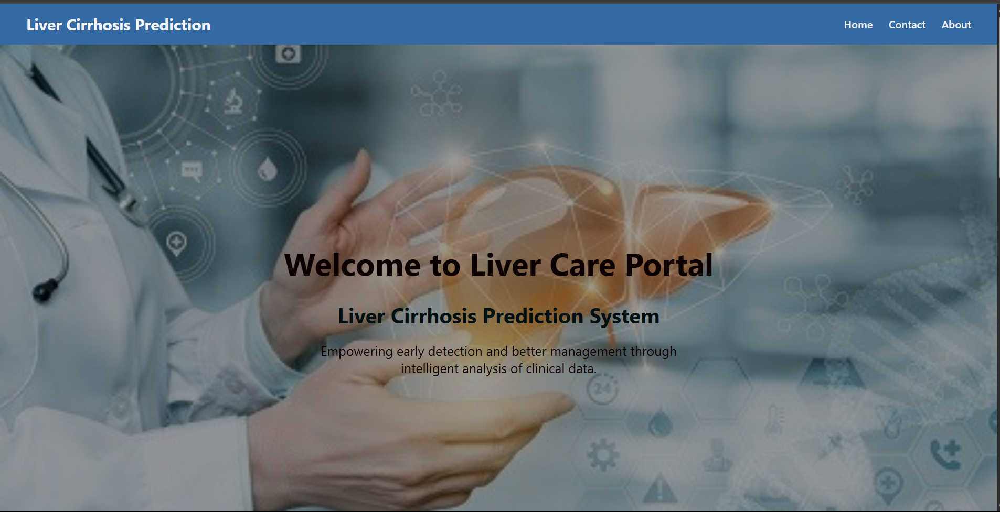 Liver Cirrhosis Prediction
Home Contact About
Welcome to Liver Care Portal
Liver Cirrhosis Prediction System
Empowering early detection and better management through
intelligent analysis of clinical data.
24